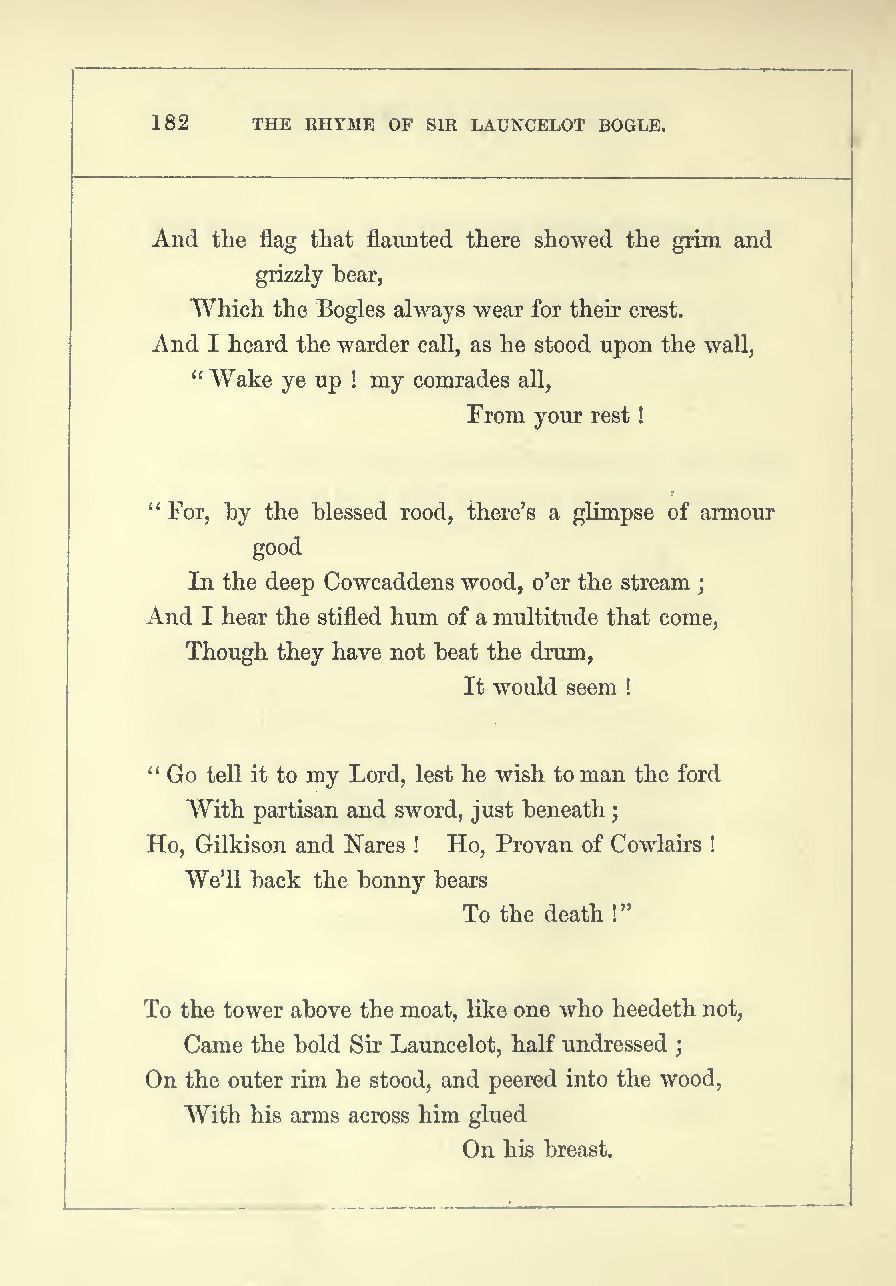 182 THE RHYME OF SIR LAUNCELOT BOGLE.
And the flag that flaunted there showed the grim and
grizzly bear,
Which the Bogles always wear for their crest.
And I heard the warder call, as he stood upon the wall,
“ Wake ye up ! my comrades all,
From your rest !
“ For, by the blessed rood, there’s a glimpse of armour
good
In the deep Cowcaddens wood, o’er the stream ;
And I hear the stifled hum of a multitude that come,
Though they have not beat the drum,
It would seem !
“ Go tell it to my Lord, lest he wish to man the ford
With partisan and sword, just beneath ;
Ho, Gilkison and Nares ! Ho, Provan of Cowlairs !
We’ll back the bonny bears
To the death !”
To the tower above the moat, like one who heedeth not,
Came the bold Sir Launcelot, half undressed ;
On the outer rim he stood, and peered into the wood,
With his arms across him glued
On his breast.